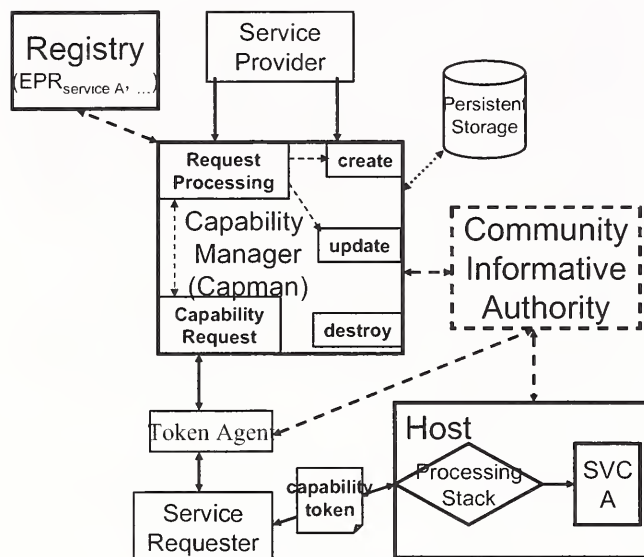 Registry
(EPRservice A, ...)
Service
Provider
Persistent
Storage
Request
Processing
create
Capability
Manager
(Capman)
update
Community
Informative
Authority
Capability
Request
destroy
Token Agent
Host
Processing
Stack
SVC
A
capability
token
Service
Requester